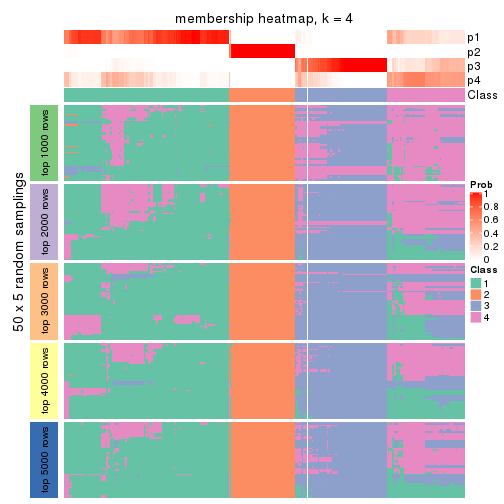 membership heatmap, k = 4
p1
p2
p3
p4
Class
50 x 5 random samplings
top 1000 rows
top 2000 rows
top 3000 rows
top 4000 rows
top 5000 rows
Prob
1
0.8
0.6
0.4
0.2
0
Class
1
2
3
4